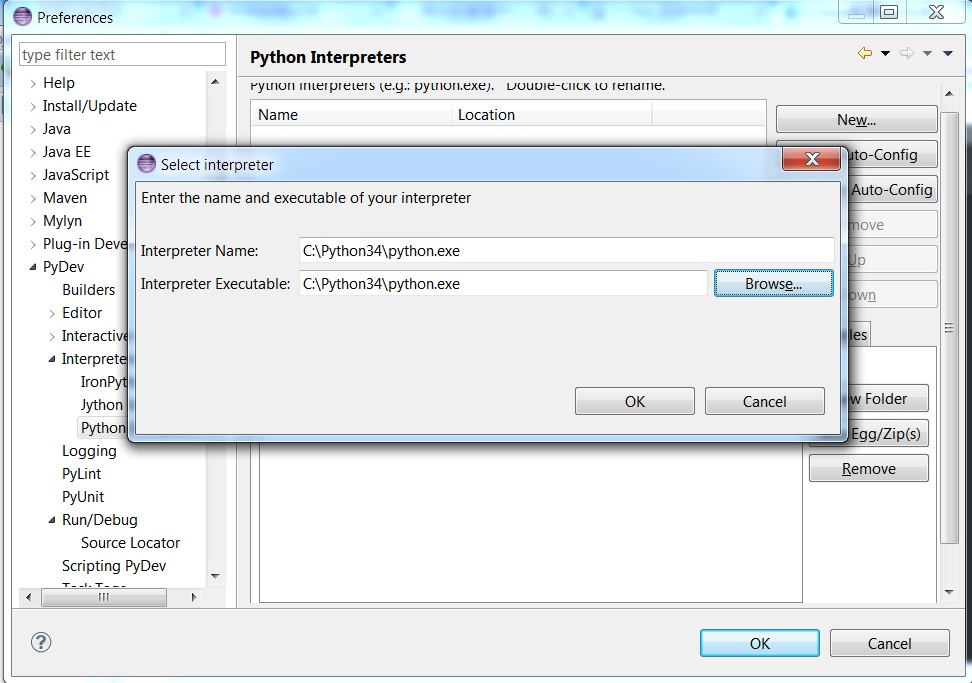 Preferences
type filter text
Help
Install/Update
Java
Java EE
JavaScript
Maven
Mylyn
Plug-in Deve
PyDev
Builders
Editor
Interactive
Interprete
IronPyt
Jython
Python
Logging
PyLint
PyUnit
Run/Debug
Source Locator
Scripting PyDev
Task Tags
Python Interpreters
Python interpreters (e.g.: python.exe). Double-click to rename.
Name Location
New...
uto-Config
Auto-Config
move
Up
own
les
w Folder
Egg/Zip(s)
Remove
Select interpreter
Enter the name and executable of your interpreter
Interpreter Name: C:\Python34\python.exe
Interpreter Executable: C:\Python34\python.exe Browse...
OK Cancel
OK Cancel